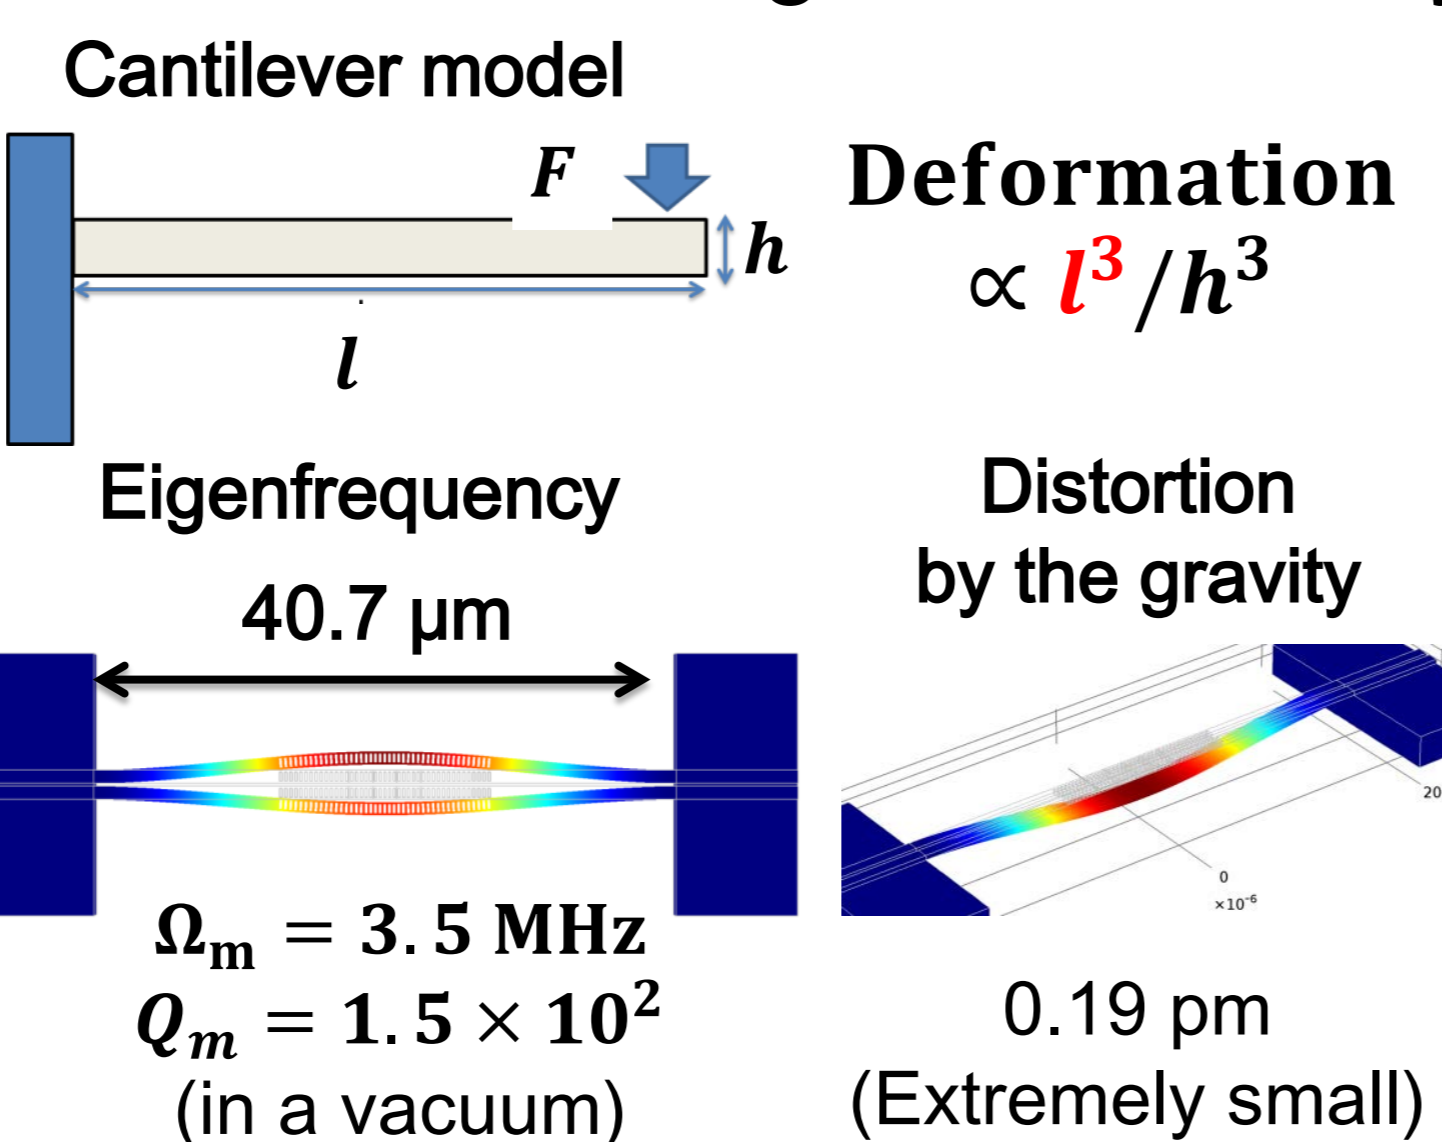 Cantilever model
F
h
l
Deformation
∝ l³/h³
Eigenfrequency
40.7 µm
Ωₘ = 3.5 MHz
Qₘ = 1.5 × 10²
(in a vacuum)
Distortion
by the gravity
20
0
×10⁻⁶
0.19 pm
(Extremely small)